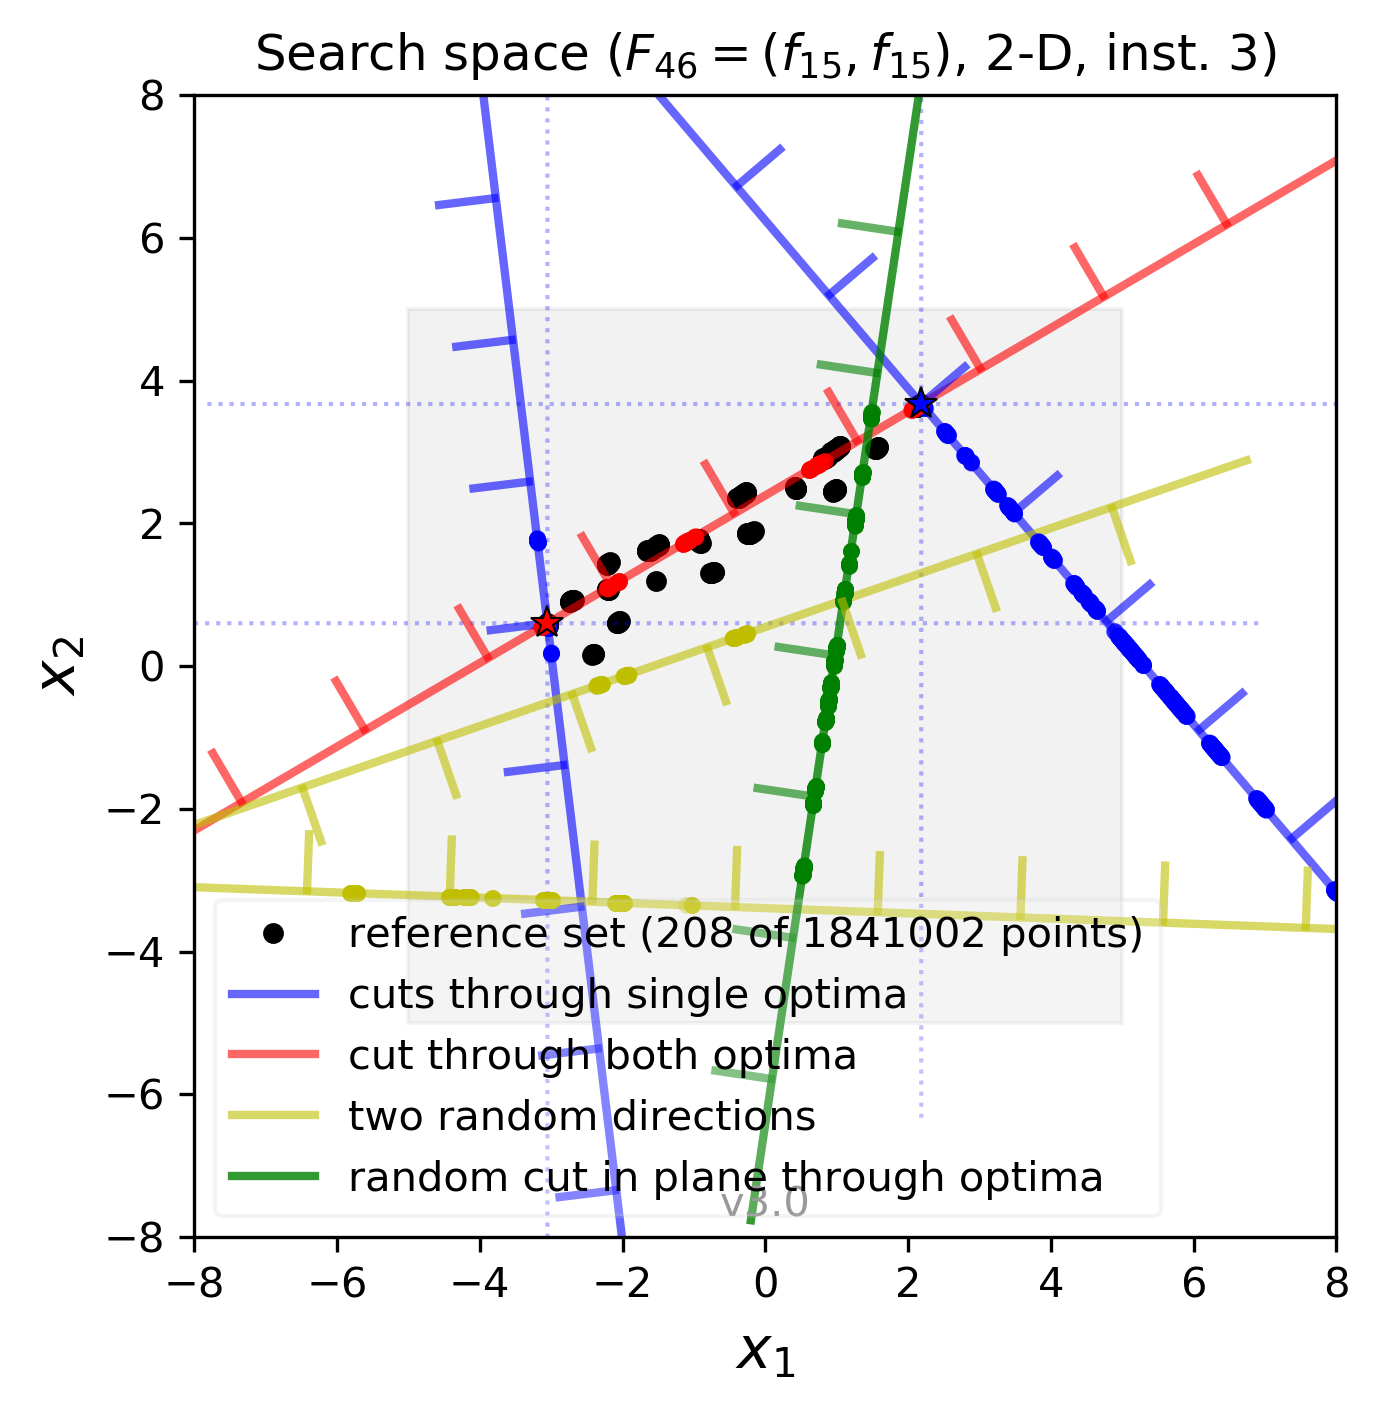 Search space (F₄₆ = (f₁₅, f₁₅), 2-D, inst. 3)
8
6
4
2
0
−2
−4
−6
−8
x₂
reference set (208 of 1841002 points)
cuts through single optima
cut through both optima
two random directions
random cut in plane through optima
v3.0
−8 −6 −4 −2 0 2 4 6 8
x₁